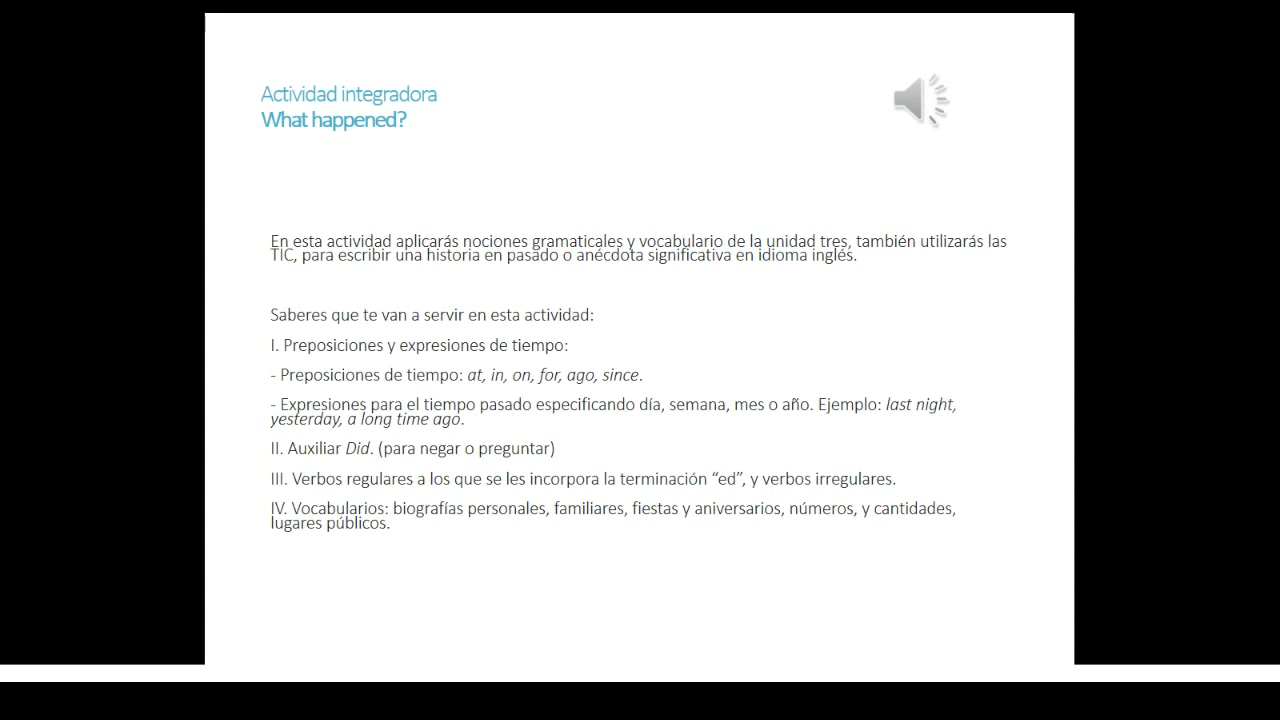 Actividad integradora
What happened?
En esta actividad aplicarás nociones gramaticales y vocabulario de la unidad tres, también utilizarás las
TIC, para escribir una historia en pasado o anécdota significativa en idioma inglés.
Saberes que te van a servir en esta actividad:
I. Preposiciones y expresiones de tiempo:
- Preposiciones de tiempo: at, in, on, for, ago, since.
- Expresiones para el tiempo pasado especificando día, semana, mes o año. Ejemplo: last night,
yesterday, a long time ago.
II. Auxiliar Did. (para negar o preguntar)
III. Verbos regulares a los que se les incorpora la terminación “ed”, y verbos irregulares.
IV. Vocabularios: biografías personales, familiares, fiestas y aniversarios, números, y cantidades,
lugares públicos.